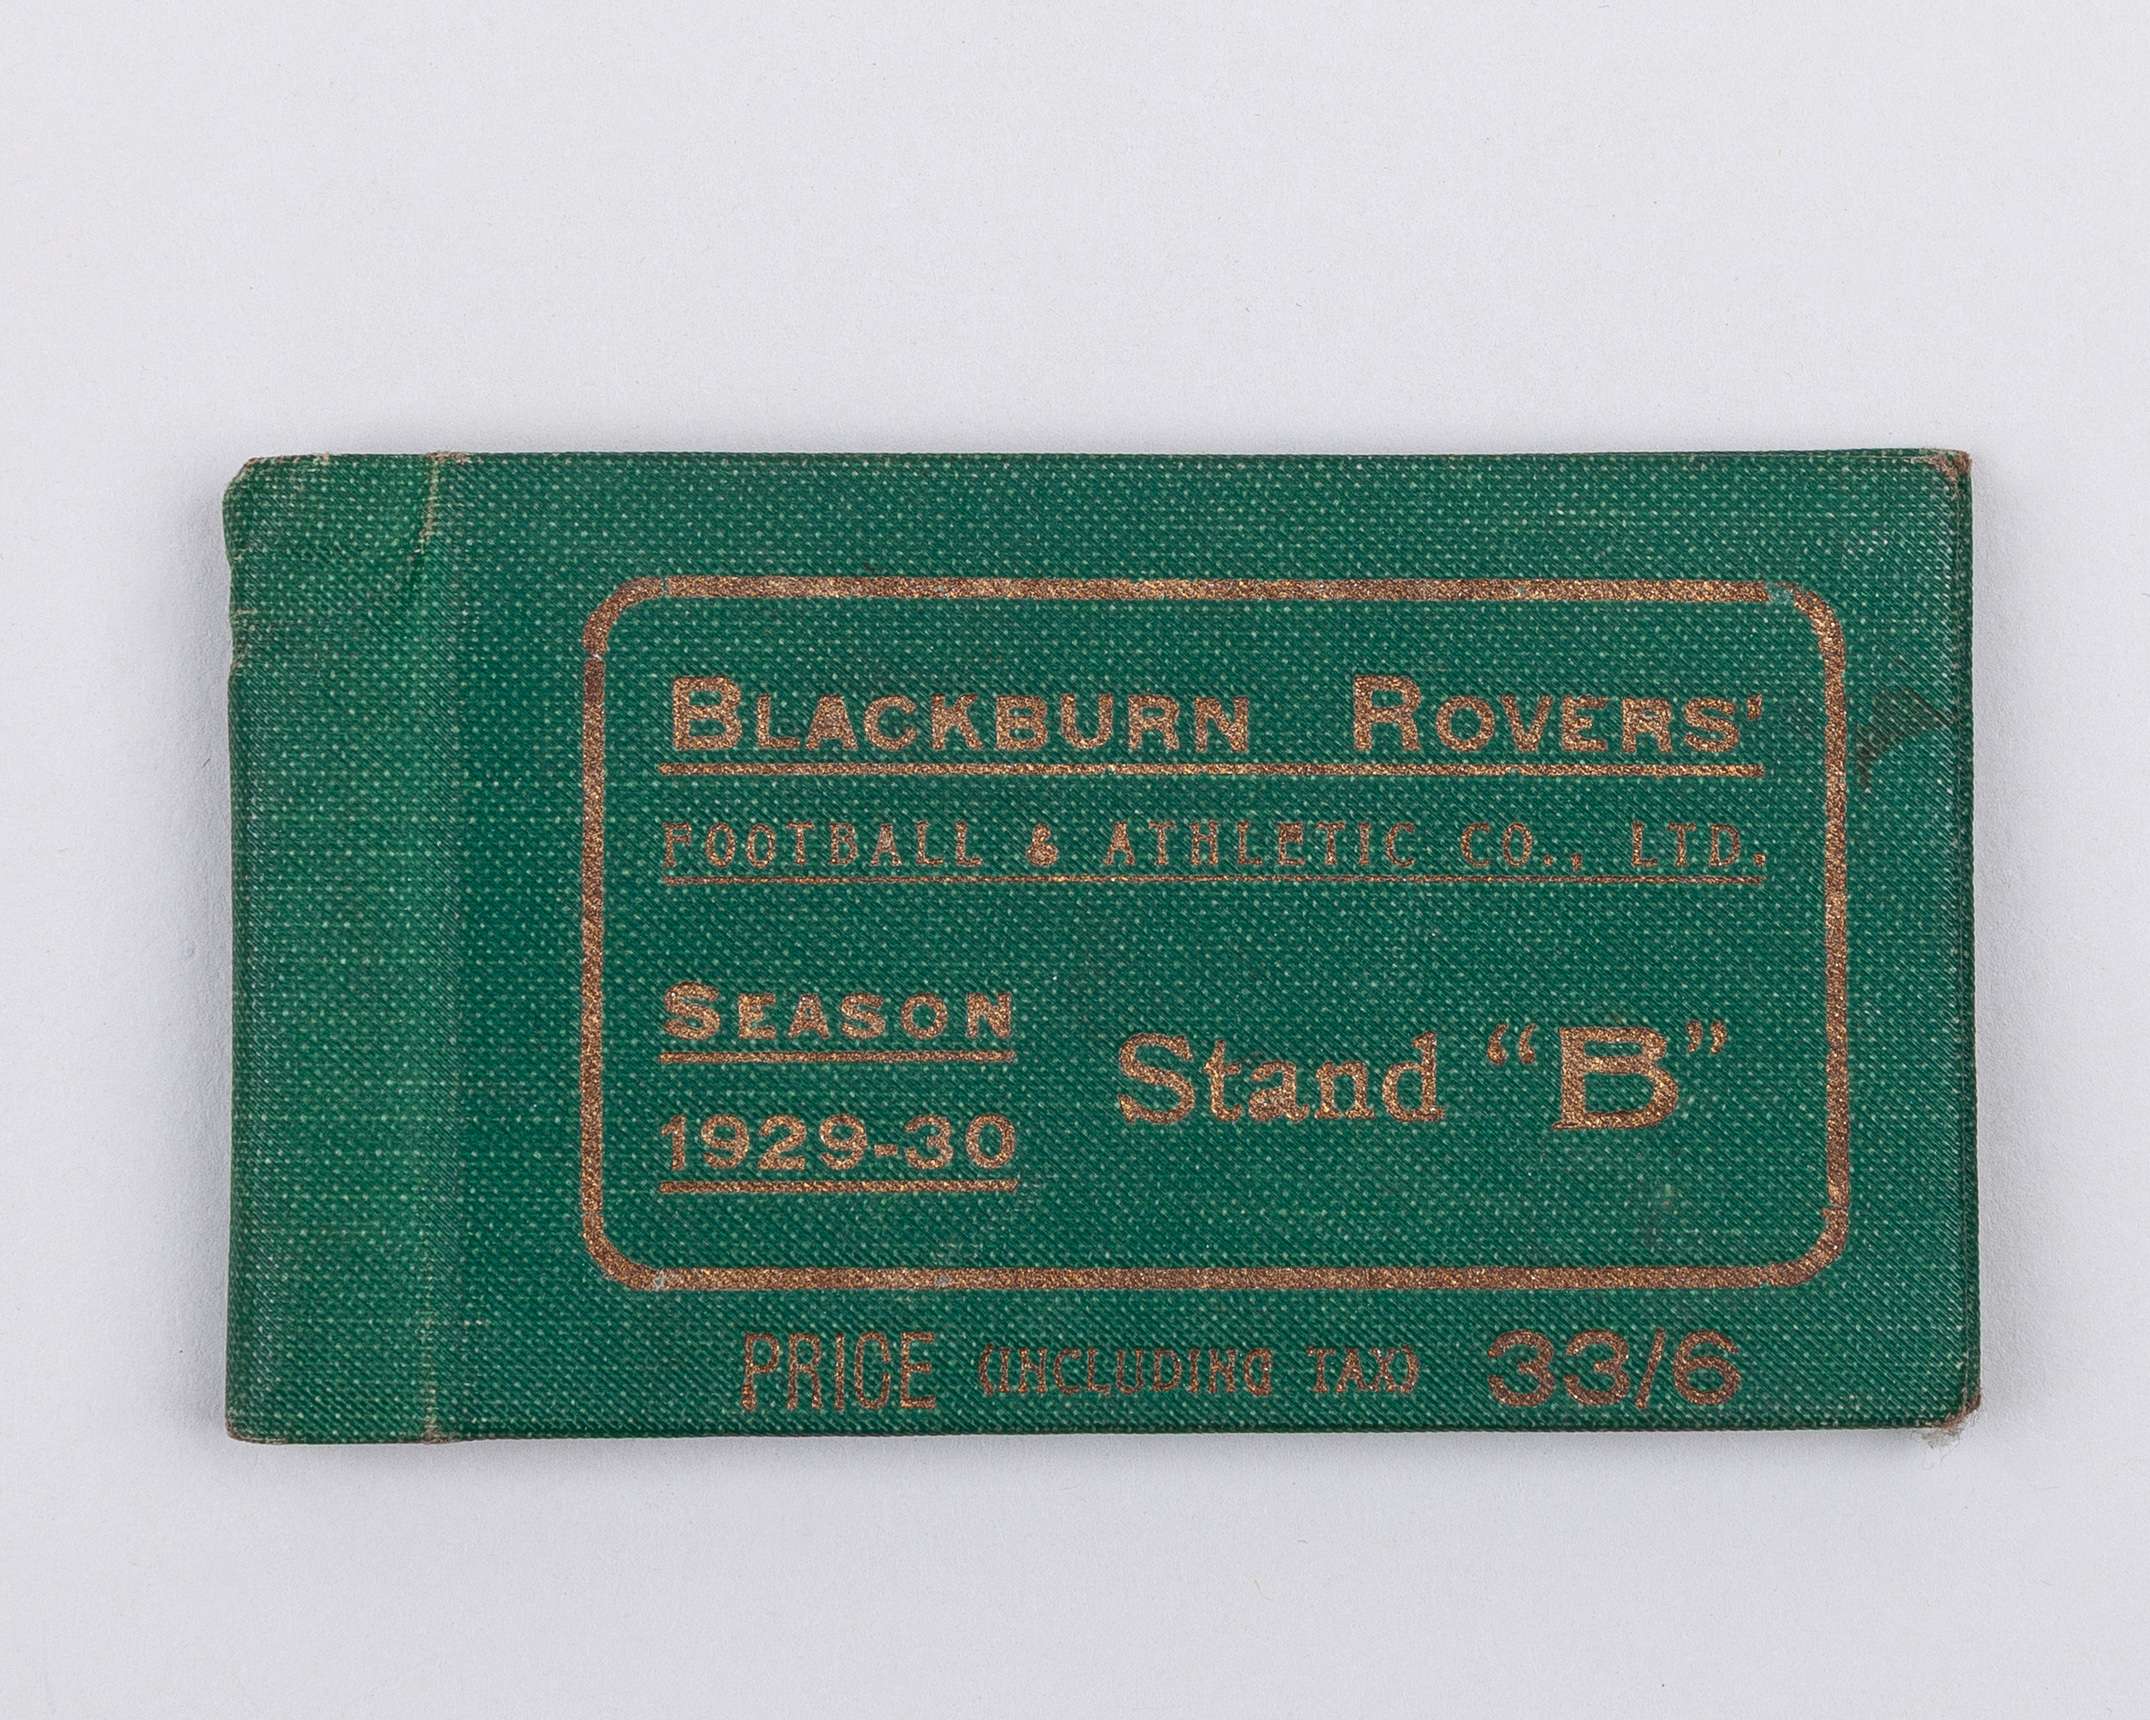 BLACKBURN ROVERS'
FOOTBALL & ATHLETIC CO., LTD.
SEASON
1929-30
Stand “B”
PRICE (INCLUDING TAX) 33/6